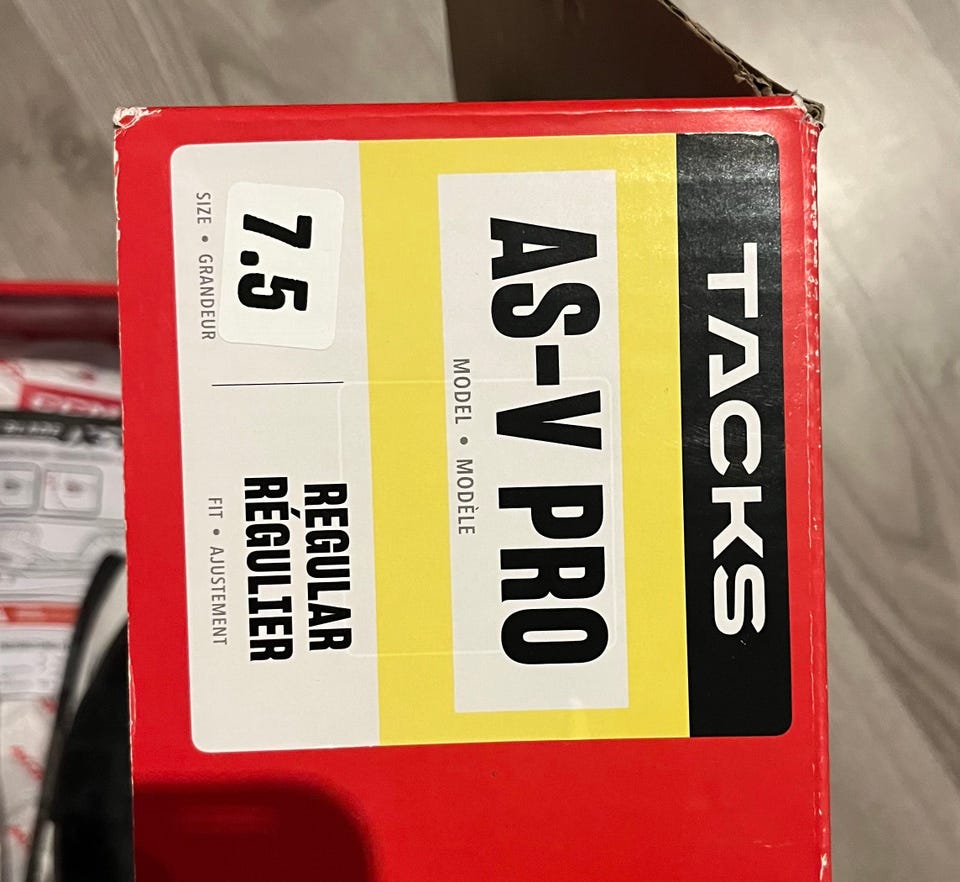 TACKS
AS-V PRO
MODEL • MODÈLE
REGULAR
RÉGULIER
7.5
SIZE • GRANDEUR
FIT • AJUSTEMENT